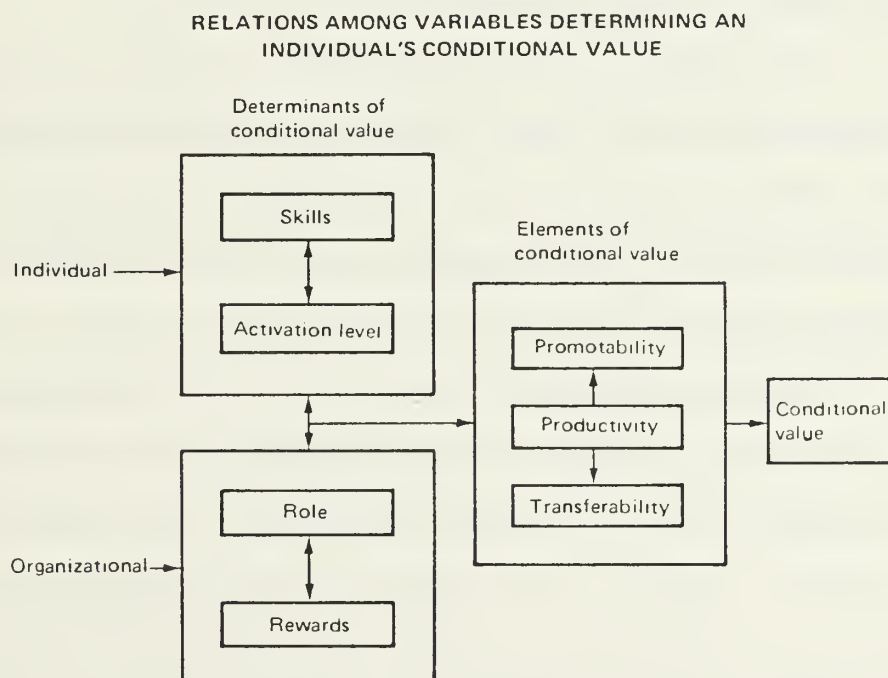 RELATIONS AMONG VARIABLES DETERMINING AN
INDIVIDUAL'S CONDITIONAL VALUE
Determinants of
conditional value
Skills
Individual
Activation level
Elements of
conditional value
Promotability
Productivity
Transferability
Conditional
value
Role
Organizational
Rewards